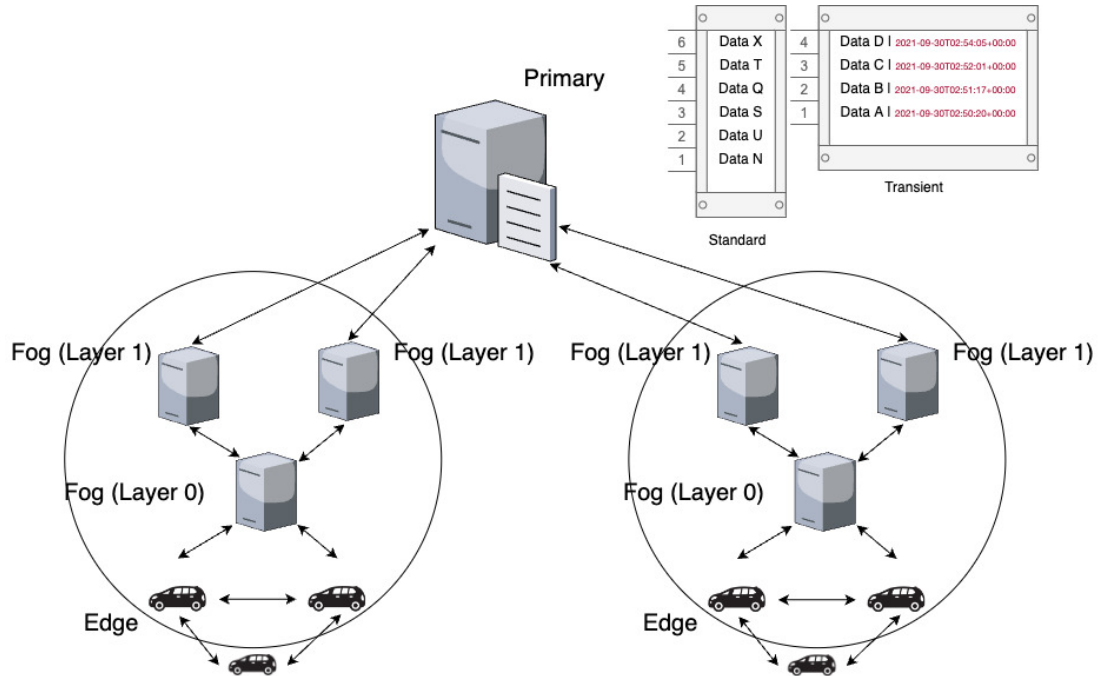 6 Data X
5 Data T
4 Data Q
3 Data S
2 Data U
1 Data N
Standard
4 Data D | 2021-09-30T02:54:05+00:00
3 Data C | 2021-09-30T02:52:01+00:00
2 Data B | 2021-09-30T02:51:17+00:00
1 Data A | 2021-09-30T02:50:20+00:00
Transient
Primary
Fog (Layer 1)
Fog (Layer 1)
Fog (Layer 1)
Fog (Layer 1)
Fog (Layer 0)
Fog (Layer 0)
Edge
Edge